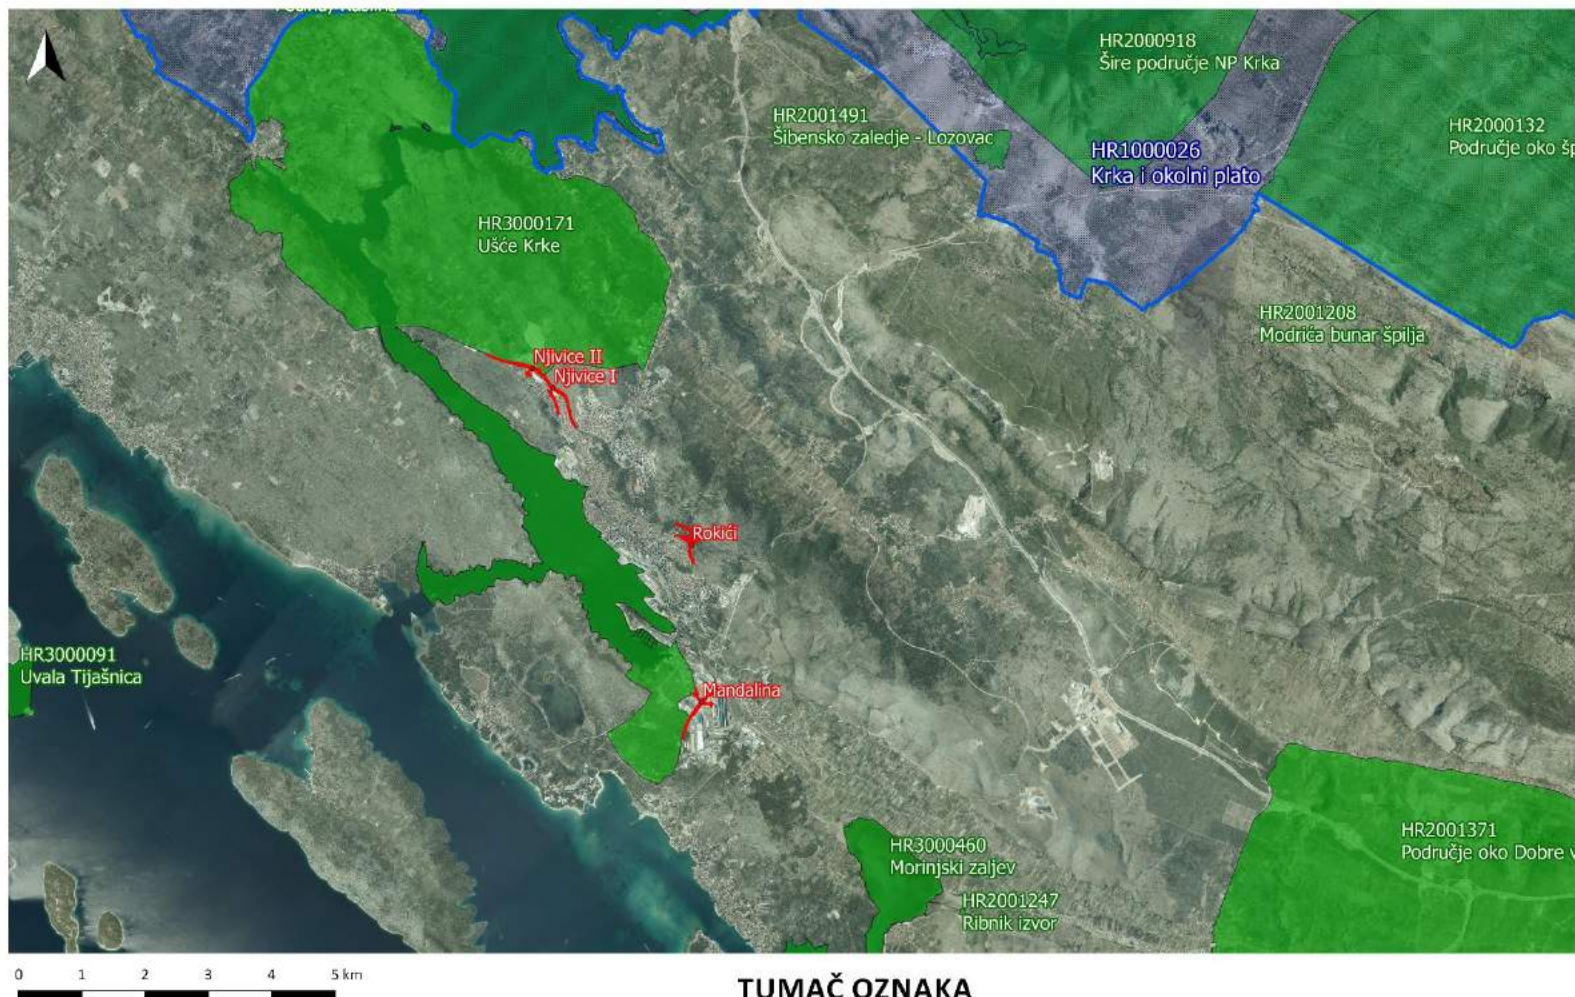 HR2000918
Šire područje NP Krka
HR2001491
Šibensko zaledje - Lozovac
HR2000132
Područje oko šp
HR1000026
Krka i okolni plato
HR3000171
Ušće Krke
HR2001208
Modrića bunar špilja
Njivice II
Njivice I
Rokići
HR3000091
Uvala Tijašnica
Mandalina
HR2001371
Područje oko Dobre v
HR3000460
Morinjski zaljev
HR2001247
Ribnik izvor
0 1 2 3 4 5 km
TUMAČ OZNAKA